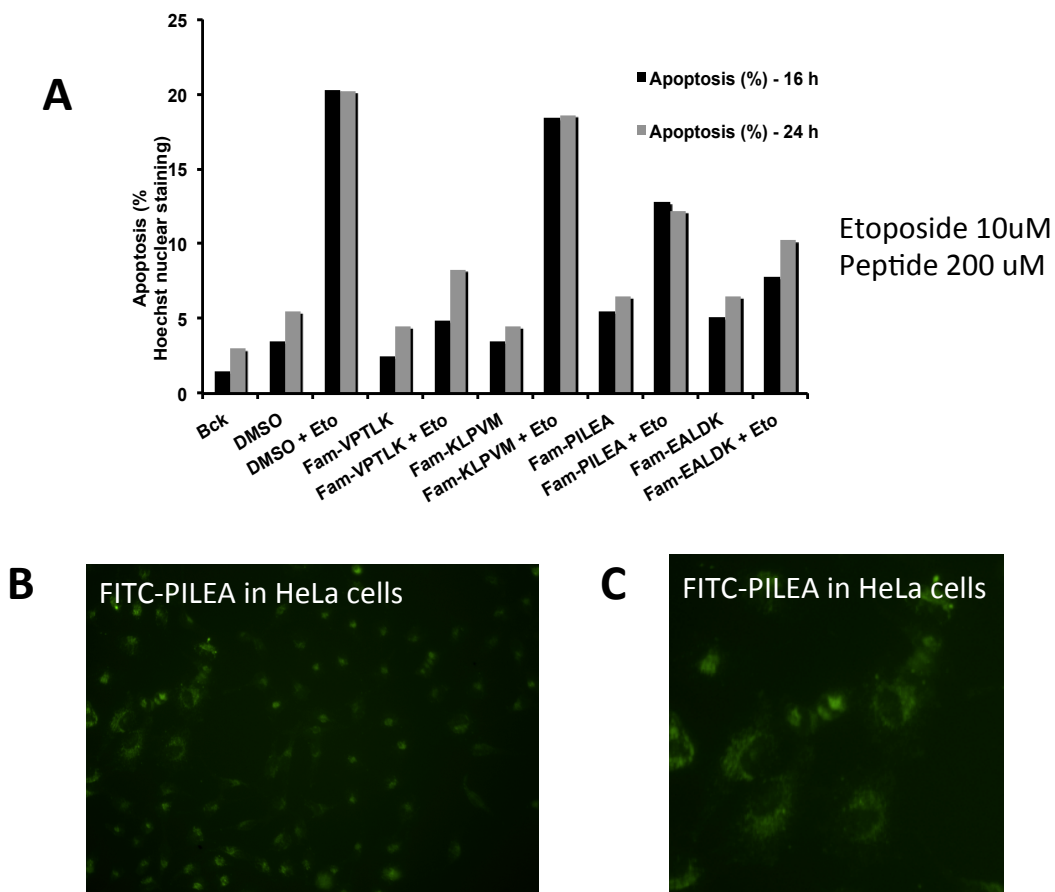 A
25
20
15
10
5
0
Apoptosis (%
Hoechst nuclear staining)
Apoptosis (%) - 16 h
Apoptosis (%) - 24 h
Bck
DMSO
DMSO + Eto
Fam-VPTLK
Fam-VPTLK + Eto
Fam-KLPVM
Fam-KLPVM + Eto
Fam-PILEA
Fam-PILEA + Eto
Fam-EALDK
Fam-EALDK + Eto
Etoposide 10uM
Peptide 200 uM
B
FITC-PILEA in HeLa cells
C
FITC-PILEA in HeLa cells